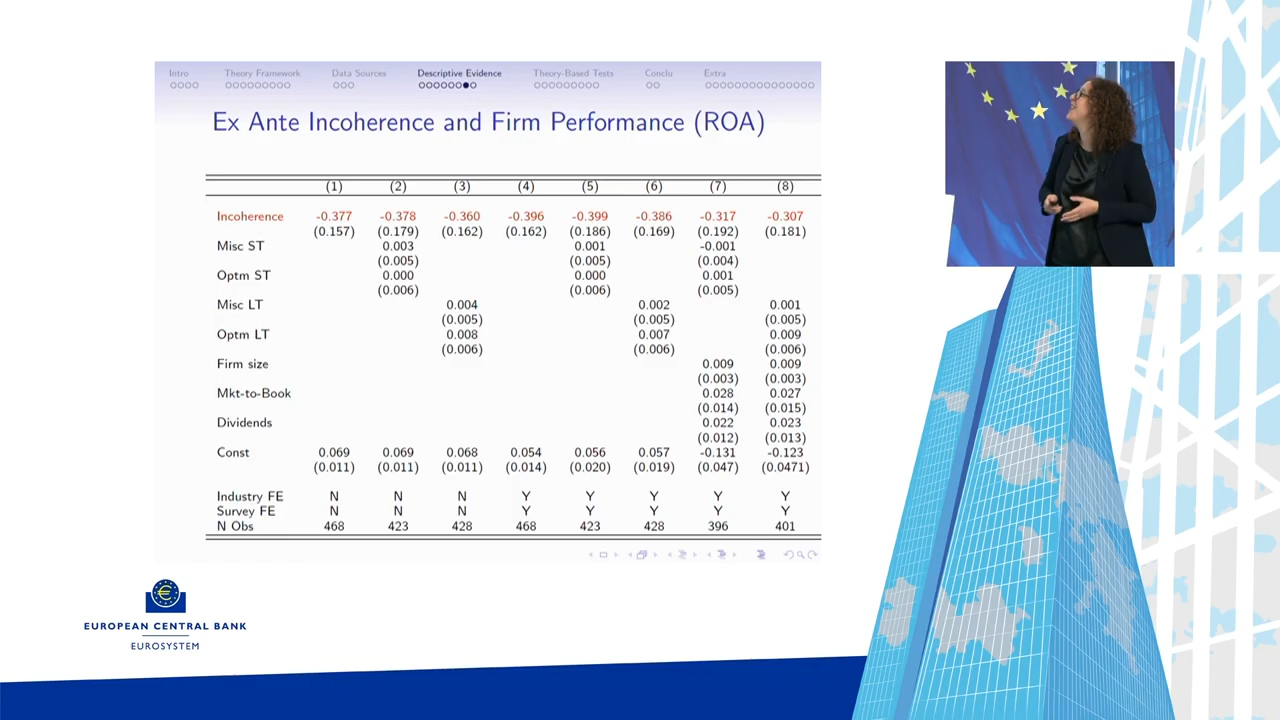 Intro Theory Framework Data Sources Descriptive Evidence Theory-Based Tests Conclu Extra
Ex Ante Incoherence and Firm Performance (ROA)
(1) (2) (3) (4) (5) (6) (7) (8)
Incoherence -0.377 -0.378 -0.360 -0.396 -0.399 -0.386 -0.317 -0.307
(0.157) (0.179) (0.162) (0.162) (0.186) (0.169) (0.192) (0.181)
Misc ST 0.003 0.001 -0.001
(0.005) (0.005) (0.004)
Optm ST 0.000 0.000 0.001
(0.006) (0.006) (0.005)
Misc LT 0.004 0.002 0.001
(0.005) (0.005) (0.005)
Optm LT 0.008 0.007 0.009
(0.006) (0.006) (0.006)
Firm size 0.009 0.009
(0.003) (0.003)
Mkt-to-Book 0.028 0.027
(0.014) (0.015)
Dividends 0.022 0.023
(0.012) (0.013)
Const 0.069 0.069 0.068 0.054 0.056 0.057 -0.131 -0.123
(0.011) (0.011) (0.011) (0.014) (0.020) (0.019) (0.047) (0.0471)
Industry FE N N N Y Y Y Y Y
Survey FE N N N Y Y Y Y Y
N Obs 468 423 428 468 423 428 396 401
EUROPEAN CENTRAL BANK
EUROSYSTEM